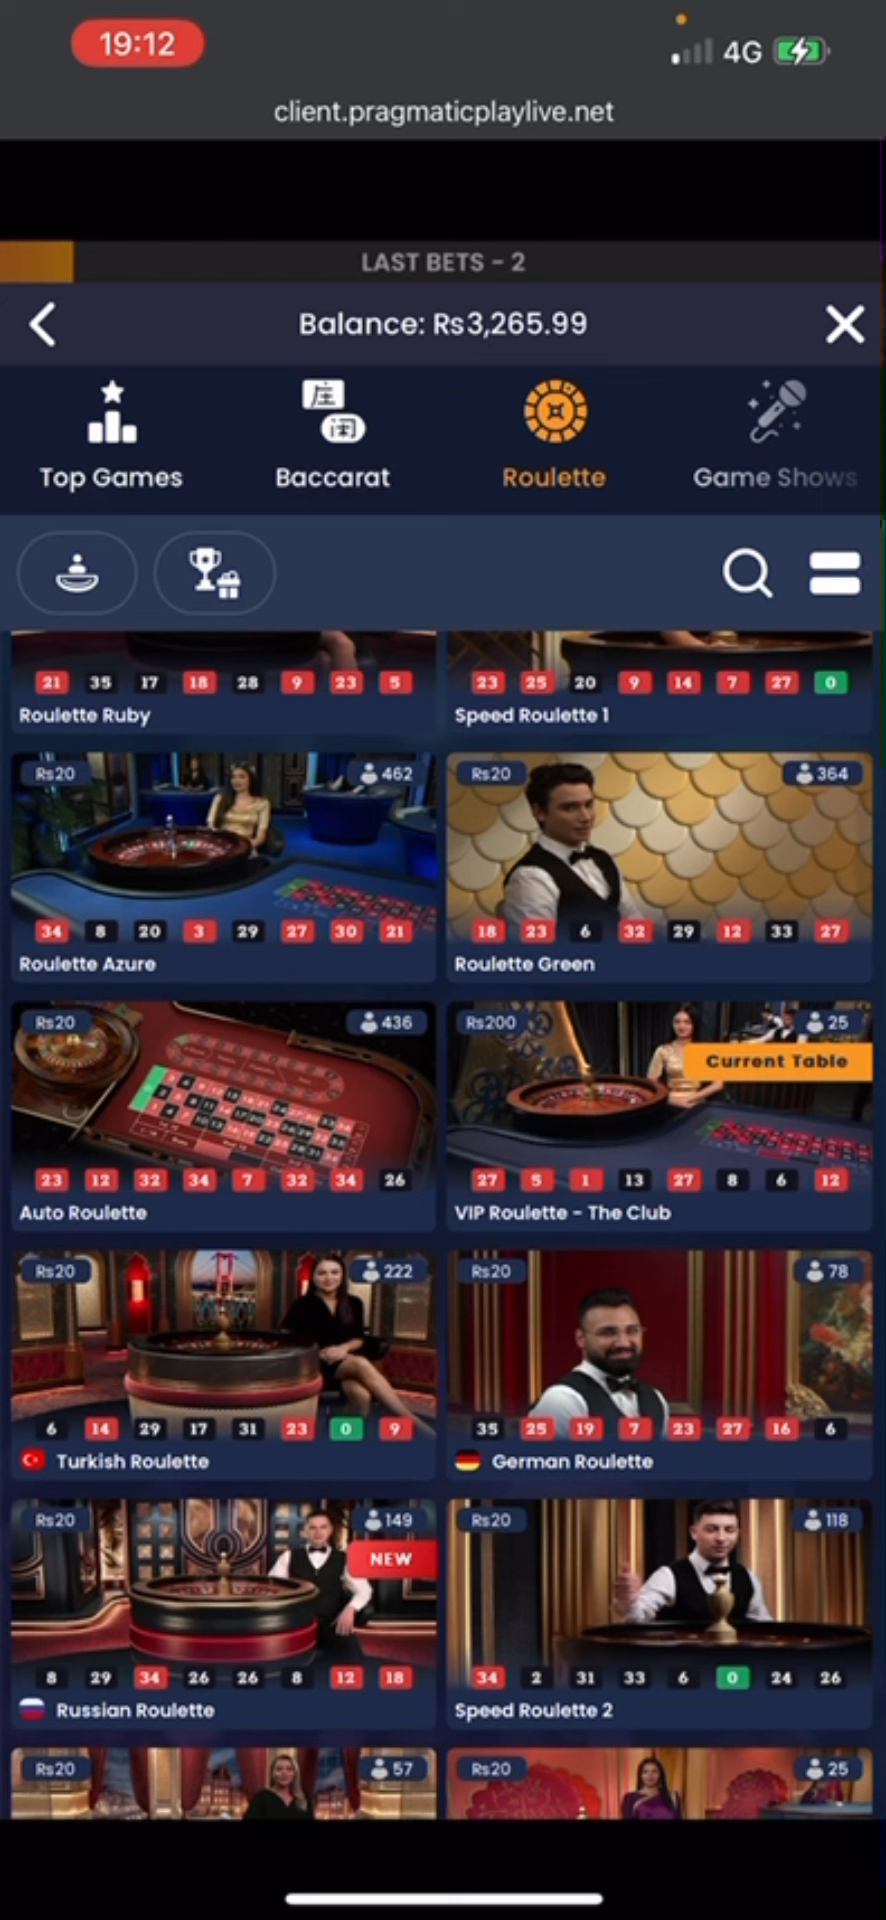 19:12
4G
client.pragmaticplaylive.net
LAST BETS - 2
Balance: Rs3,265.99
庄
闲
Top Games
Baccarat
Roulette
Game Shows
21 35 17 18 28 9 23 5
Roulette Ruby
23 25 20 9 14 7 27 0
Speed Roulette 1
Rs20
462
34 8 20 3 29 27 30 21
Roulette Azure
Rs20
364
18 23 6 32 29 12 33 27
Roulette Green
Rs20
436
23 12 32 34 7 32 34 26
Auto Roulette
Rs200
25
Current Table
27 5 1 13 27 8 6 12
VIP Roulette - The Club
Rs20
222
6 14 29 17 31 23 0 9
Turkish Roulette
Rs20
78
35 25 19 7 23 27 16 6
German Roulette
Rs20
149
NEW
8 29 34 26 26 8 12 18
Russian Roulette
Rs20
118
34 2 31 33 6 0 24 26
Speed Roulette 2
Rs20
57
Rs20
25